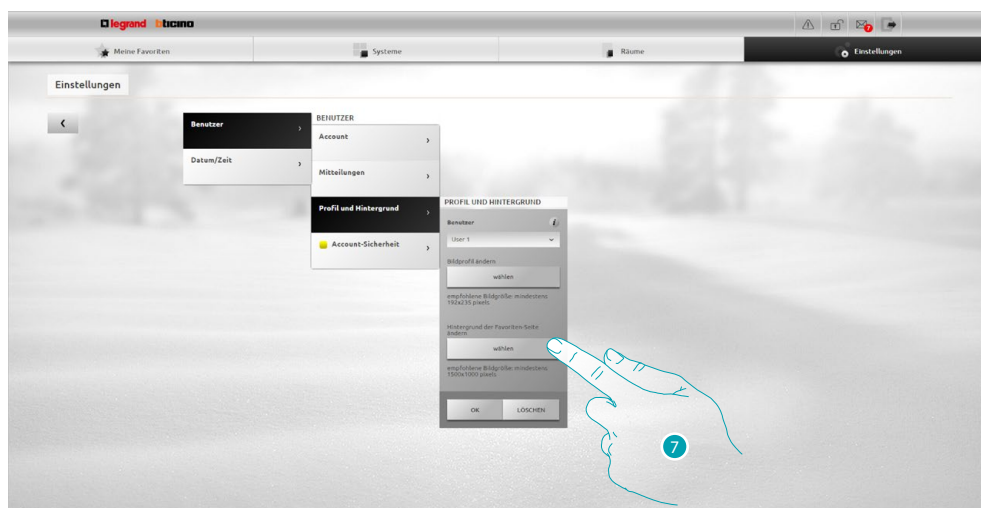 legrand bticino
7
Meine Favoriten
Systeme
Räume
Einstellungen
Einstellungen
Benutzer
Datum/Zeit
BENUTZER
Account
Mitteilungen
Profil und Hintergrund
Account-Sicherheit
PROFIL UND HINTERGRUND
Benutzer
i
User 1
Bildprofil ändern
wählen
empfohlene Bildgröße: mindestens
192x235 pixels
Hintergrund der Favoriten-Seite
ändern
wählen
empfohlene Bildgröße: mindestens
1500x1000 pixels
OK
LÖSCHEN
7